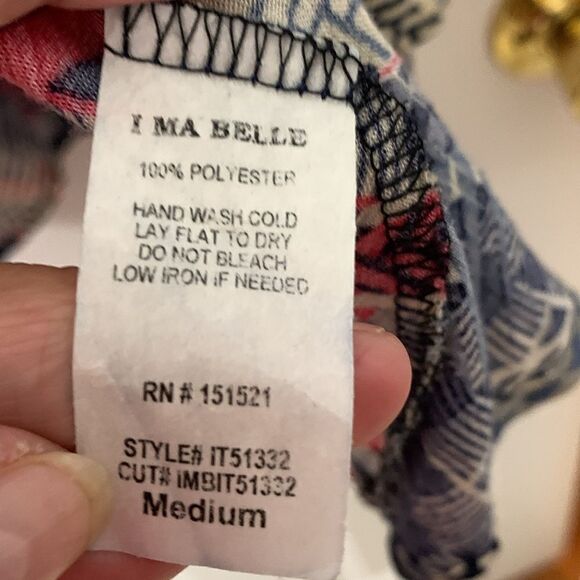 I MA BELLE
100% POLYESTER
HAND WASH COLD
LAY FLAT TO DRY
DO NOT BLEACH
LOW IRON IF NEEDED
RN # 151521
STYLE# IT51332
CUT# IMBIT51332
Medium